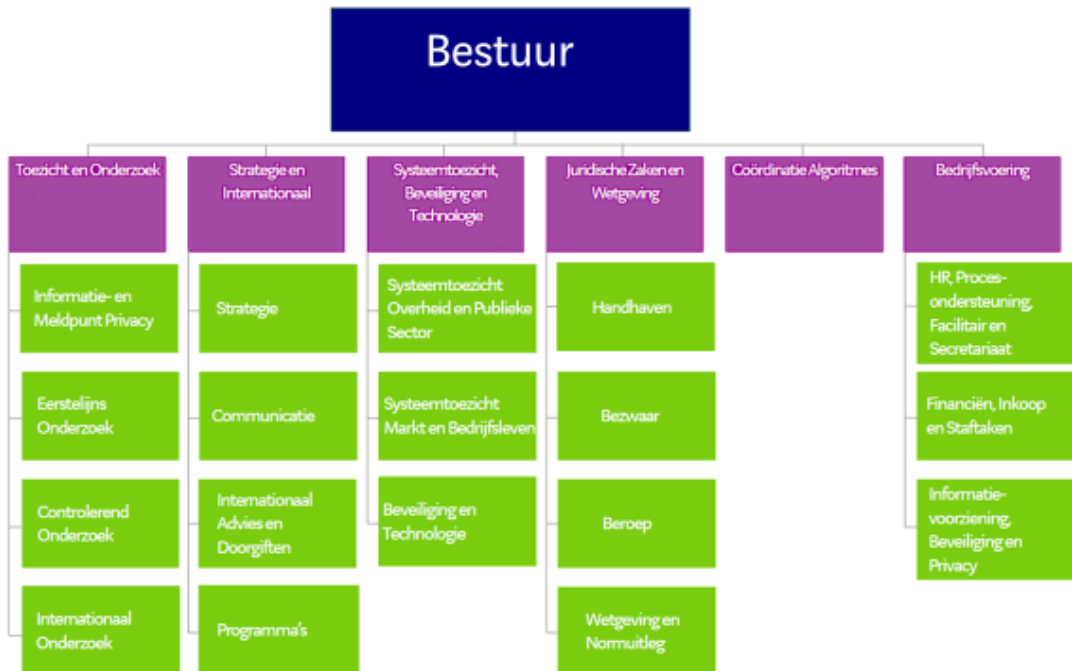 Bestuur
Toezicht en Onderzoek
Strategie en
Internationaal
Systeemtoezicht,
Beveiliging en
Technologie
Juridische Zaken en
Wetgeving
Coördinatie Algoritmes
Bedrijfsvoering
Informatie- en
Meldpunt Privacy
Eerstelijns
Onderzoek
Controlerend
Onderzoek
Internationaal
Onderzoek
Strategie
Communicatie
Internationaal
Advies en
Doorgiften
Programma's
Systeemtoezicht
Overheid en Publieke
Sector
Systeemtoezicht
Markt en Bedrijfsleven
Beveiliging en
Technologie
Handhaven
Bezwaar
Beroep
Wetgeving en
Normuitleg
HR, Proces-
ondersteuning,
Facilitair en
Secretariaat
Financiën, Inkoop
en Staftaken
Informatie-
voorziening,
Beveiliging en
Privacy